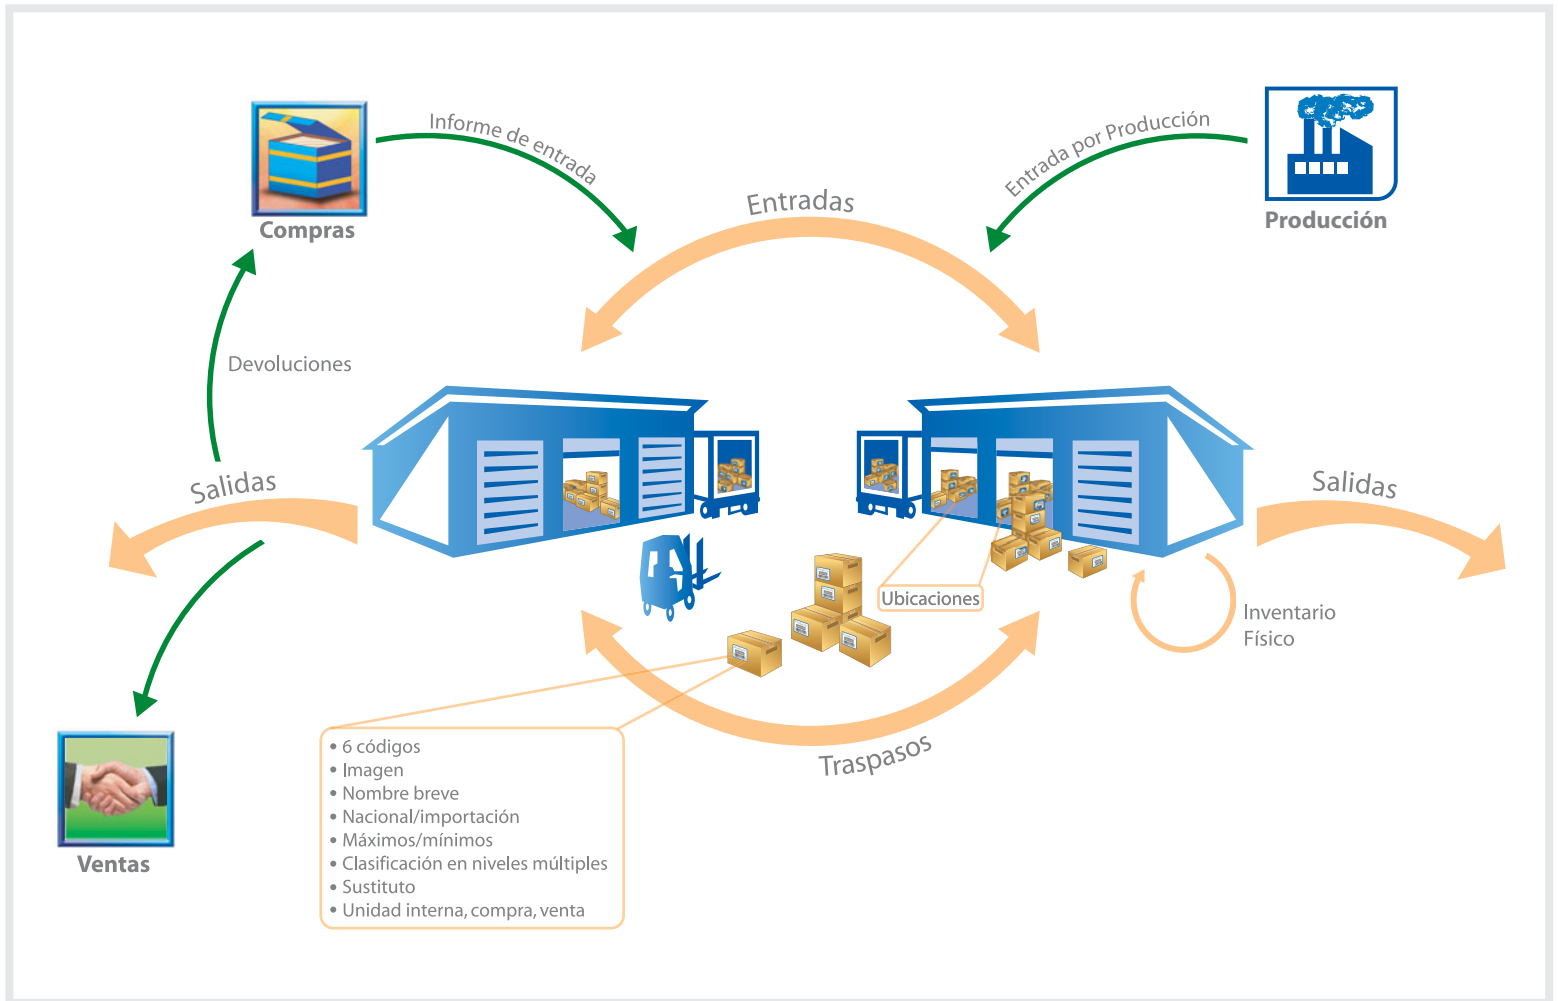 Informe de entrada
Entrada por Producción
Compras
Entradas
Producción
Devoluciones
Salidas
Salidas
Ubicaciones
Inventario
Físico
Traspasos
• 6 códigos
• Imagen
• Nombre breve
• Nacional/importación
• Máximos/mínimos
• Clasificación en niveles múltiples
• Sustituto
• Unidad interna, compra, venta
Ventas